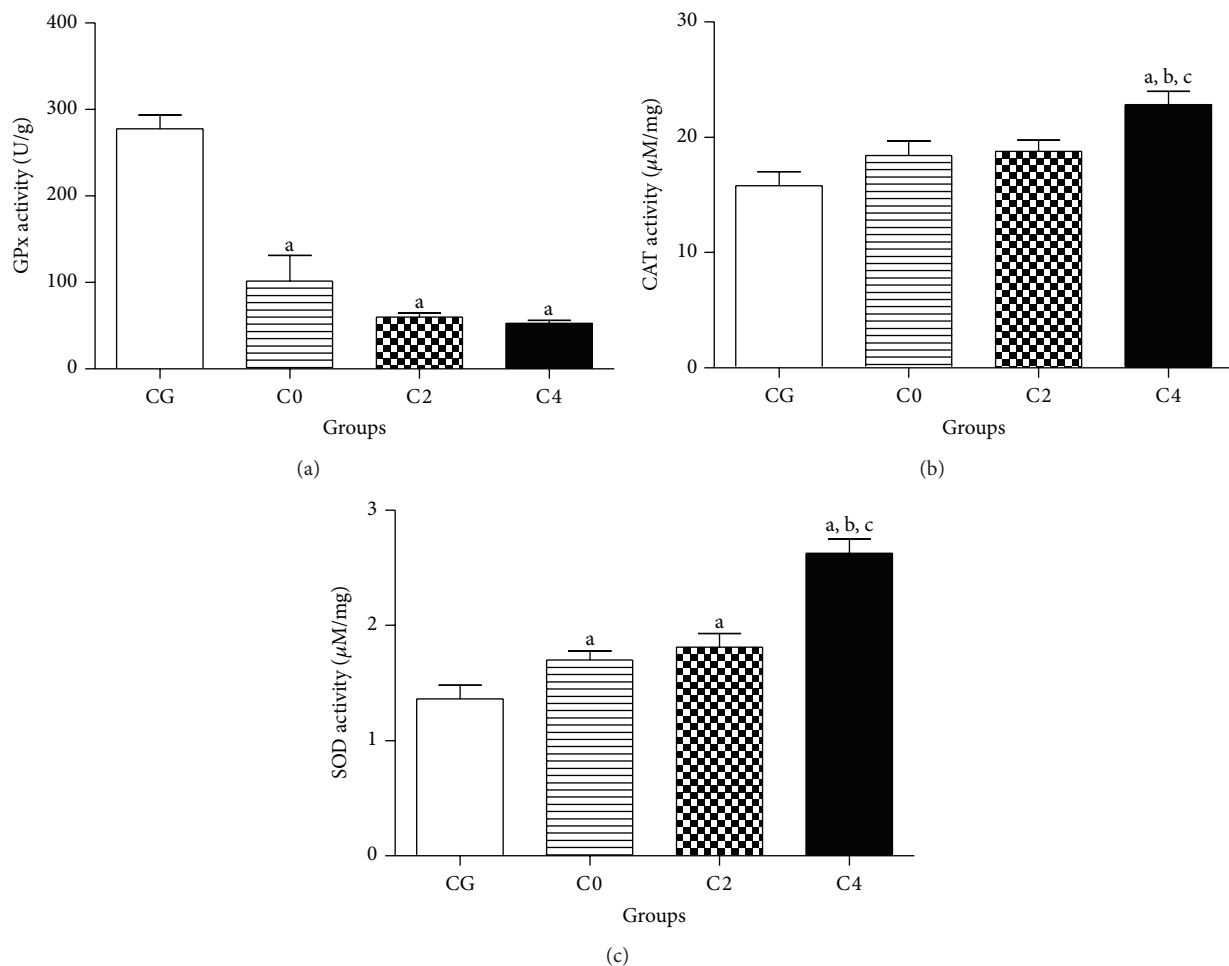 GPx activity (U/g)
400
300
200
100
0
a
a
a
CG
C0
C2
C4
Groups
(a)
CAT activity (μM/mg)
30
20
10
0
a, b, c
CG
C0
C2
C4
Groups
(b)
SOD activity (μM/mg)
3
2
1
0
a
a
a, b, c
CG
C0
C2
C4
Groups
(c)